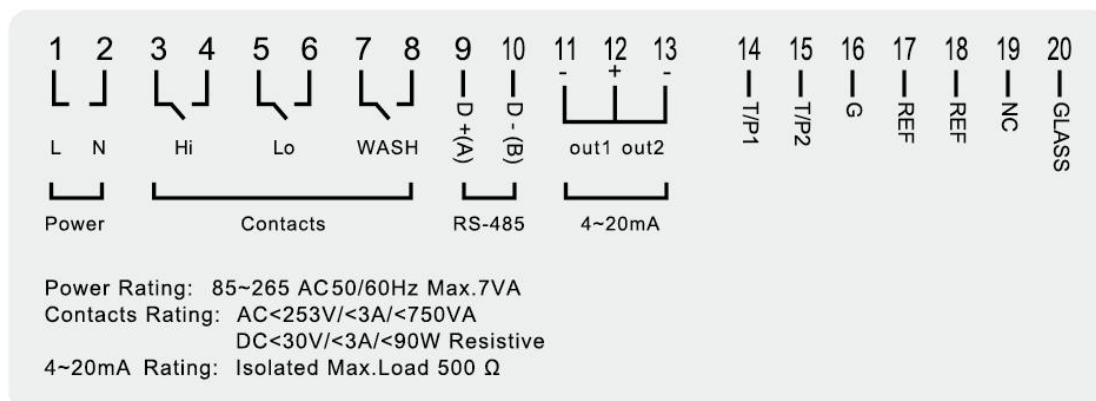 1 2 3 4 5 6 7 8 9 10 11 12 13 14 15 16 17 18 19 20
- + -
L N Hi Lo WASH D +(A) D - (B) out1 out2 T/P1 T/P2 G REF REF NC GLASS
Power Contacts RS-485 4~20mA
Power Rating: 85~265 AC50/60Hz Max.7VA
Contacts Rating: AC<253V/<3A/<750VA
DC<30V/<3A/<90W Resistive
4~20mA Rating: Isolated Max.Load 500 Ω